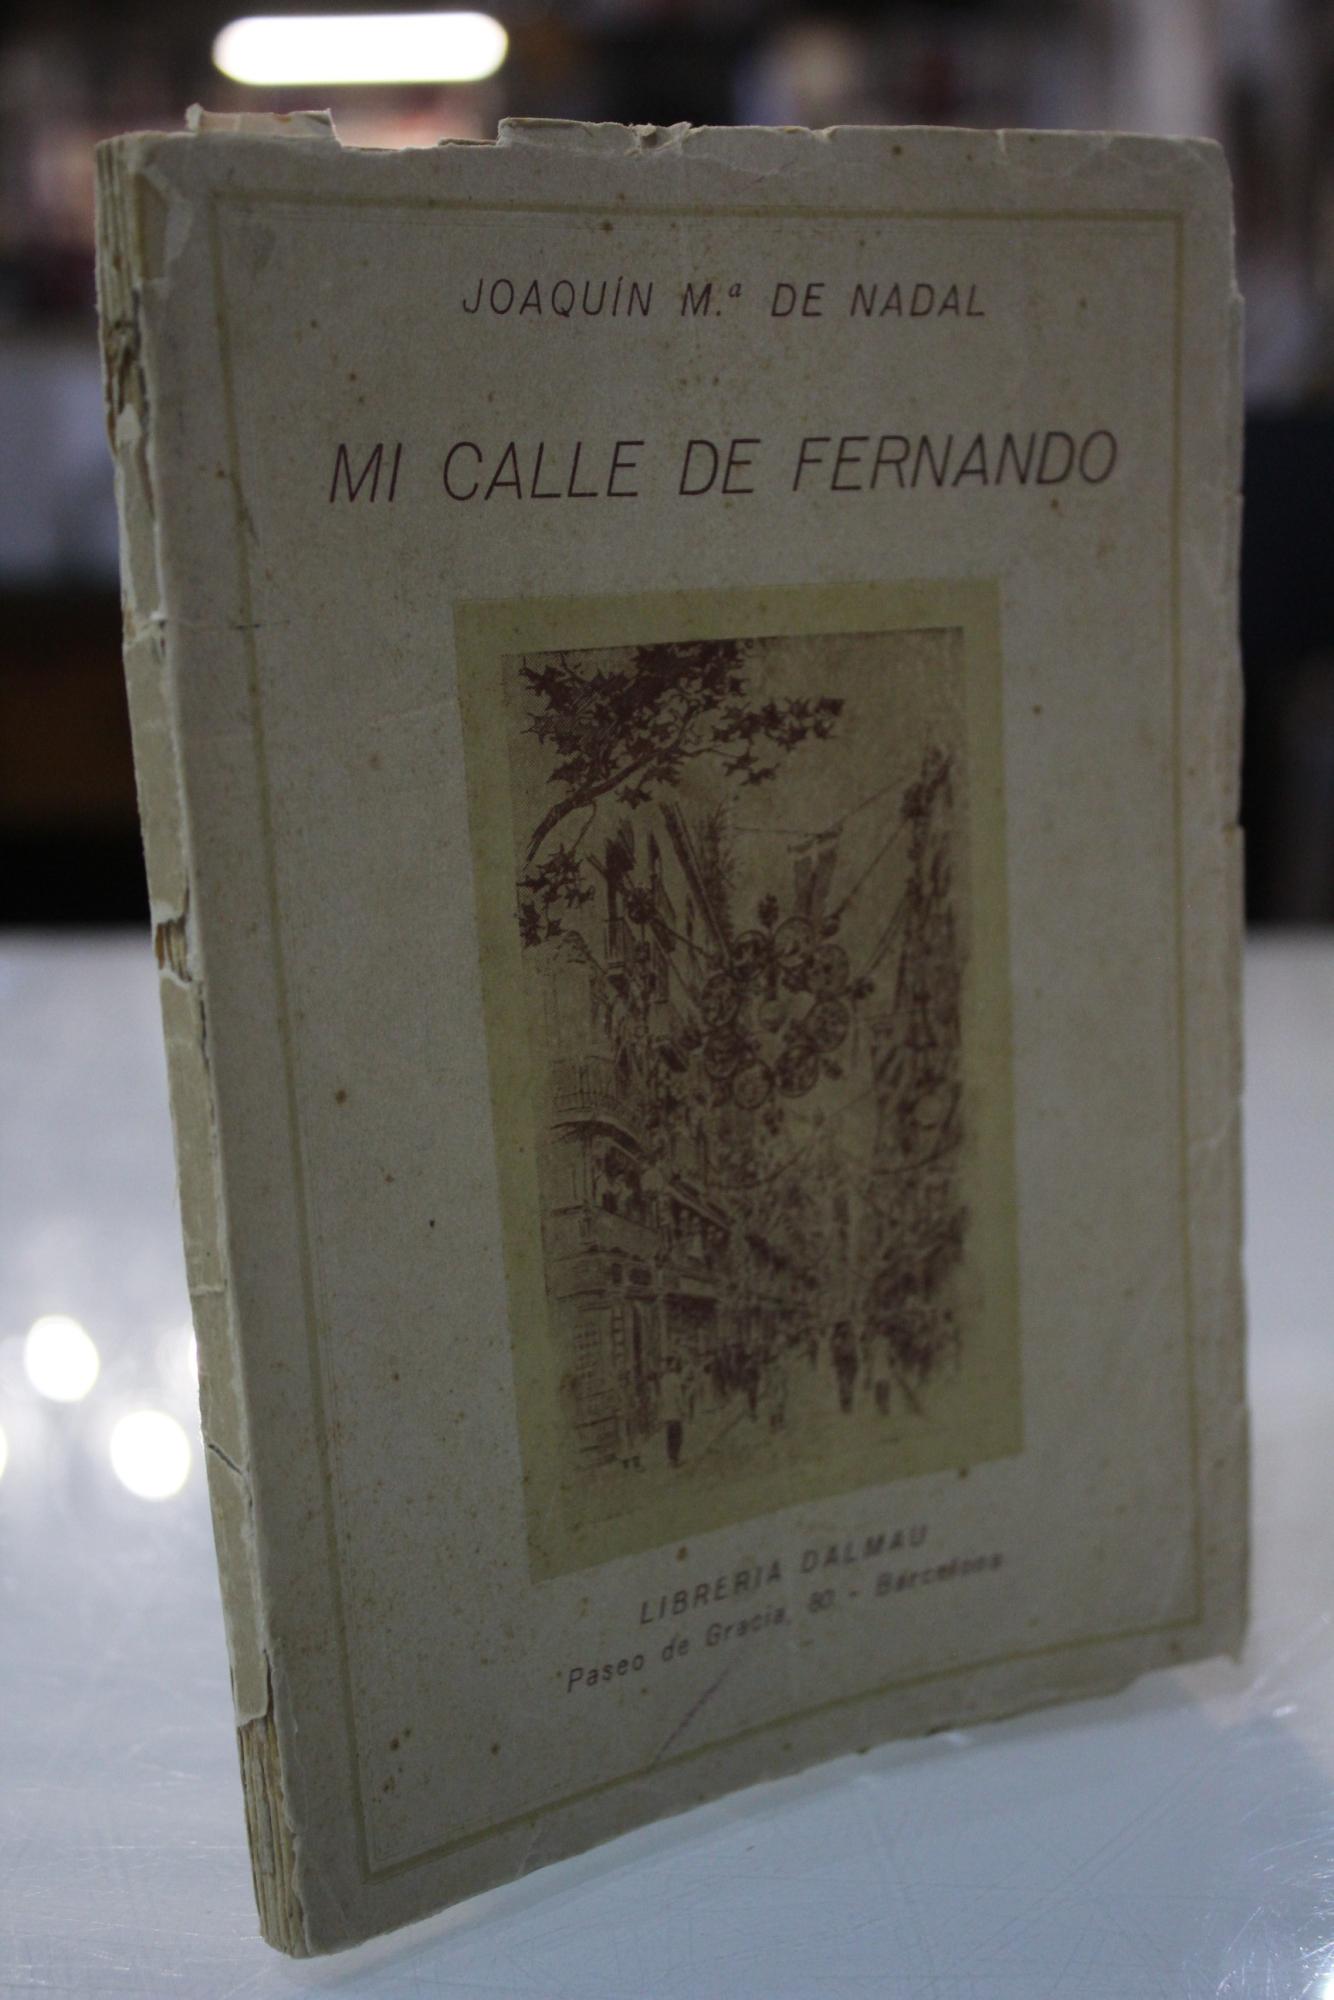 JOAQUÍN M.ª DE NADAL
MI CALLE DE FERNANDO
LIBRERIA DALMAU
Paseo de Gracia, 80 - Barcelona